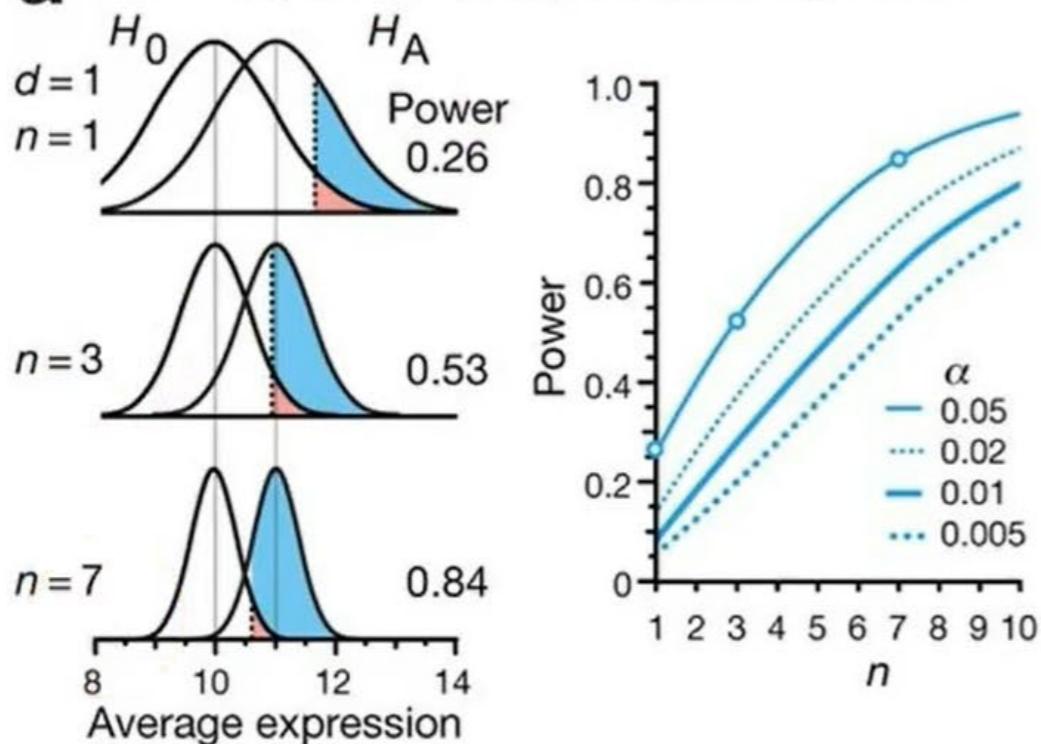 H0
HA
d = 1
n = 1
Power
0.26
n = 3
0.53
n = 7
0.84
8 10 12 14
Average expression
1.0
0.8
0.6
0.4
0.2
0
Power
α
0.05
0.02
0.01
0.005
1 2 3 4 5 6 7 8 9 10
n